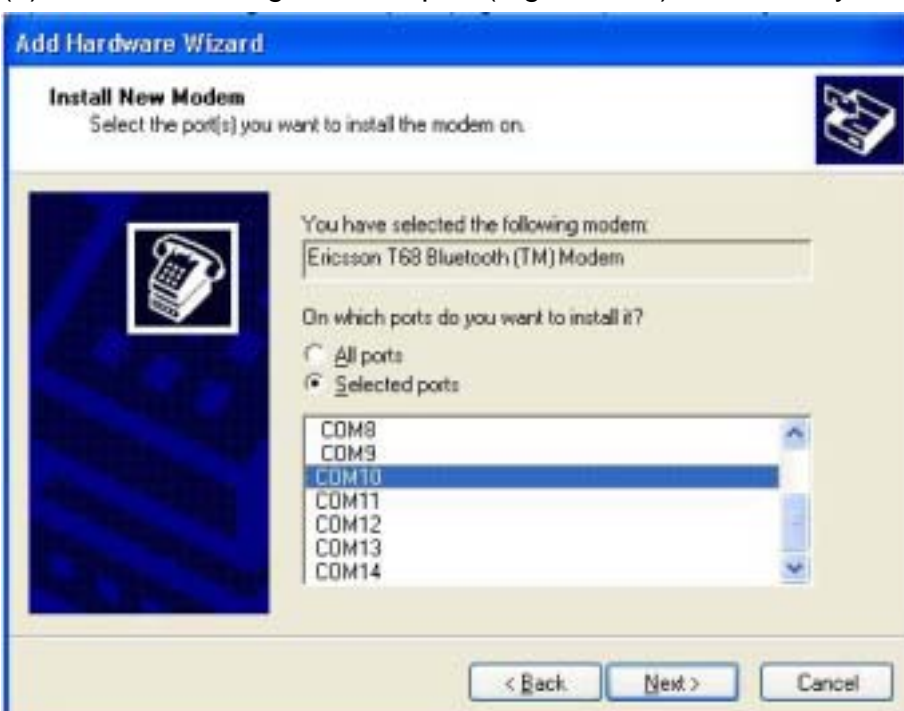 Add Hardware Wizard
Install New Modem
Select the port(s) you want to install the modem on.
You have selected the following modem:
Ericsson T68 Bluetooth (TM) Modem
On which ports do you want to install it?
All ports
Selected ports
COM8
COM9
COM10
COM11
COM12
COM13
COM14
< Back
Next >
Cancel